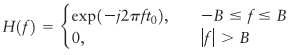 H(f) = { exp(−j2πft₀), −B ≤ f ≤ B
0, |f| > B